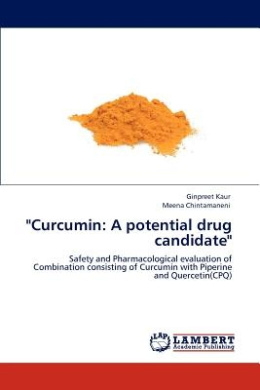 Ginpreet Kaur
Meena Chintamaneni
"Curcumin: A potential drug
candidate"
Safety and Pharmacological evaluation of
Combination consisting of Curcumin with Piperine
and Quercetin(CPQ)
LAP LAMBERT
Academic Publishing